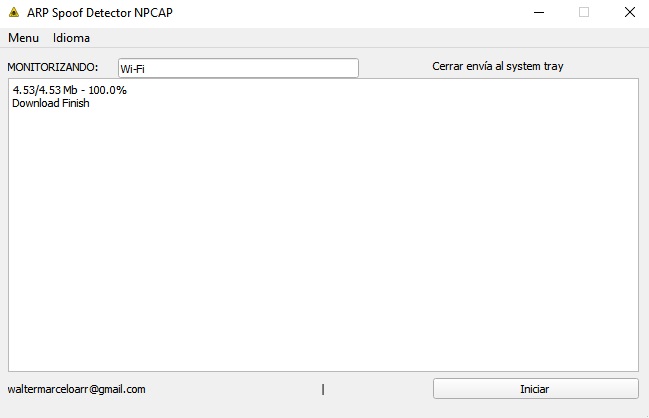 ARP Spoof Detector NPCAP
Menu Idioma
MONITORIZANDO: Wi-Fi Cerrar envía al system tray
4.53/4.53 Mb - 100.0%
Download Finish
waltermarceloarr@gmail.com | Iniciar